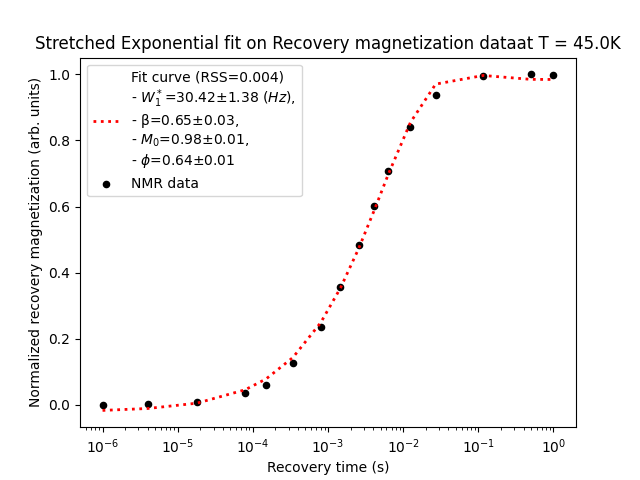 Stretched Exponential fit on Recovery magnetization dataat T = 45.0K
Normalized recovery magnetization (arb. units)
1.0
0.8
0.6
0.4
0.2
0.0
Fit curve (RSS=0.004)
- W₁*=30.42±1.38 (Hz),
- β=0.65±0.03,
- M₀=0.98±0.01,
- ϕ=0.64±0.01
NMR data
10⁻⁶ 10⁻⁵ 10⁻⁴ 10⁻³ 10⁻² 10⁻¹ 10⁰
Recovery time (s)